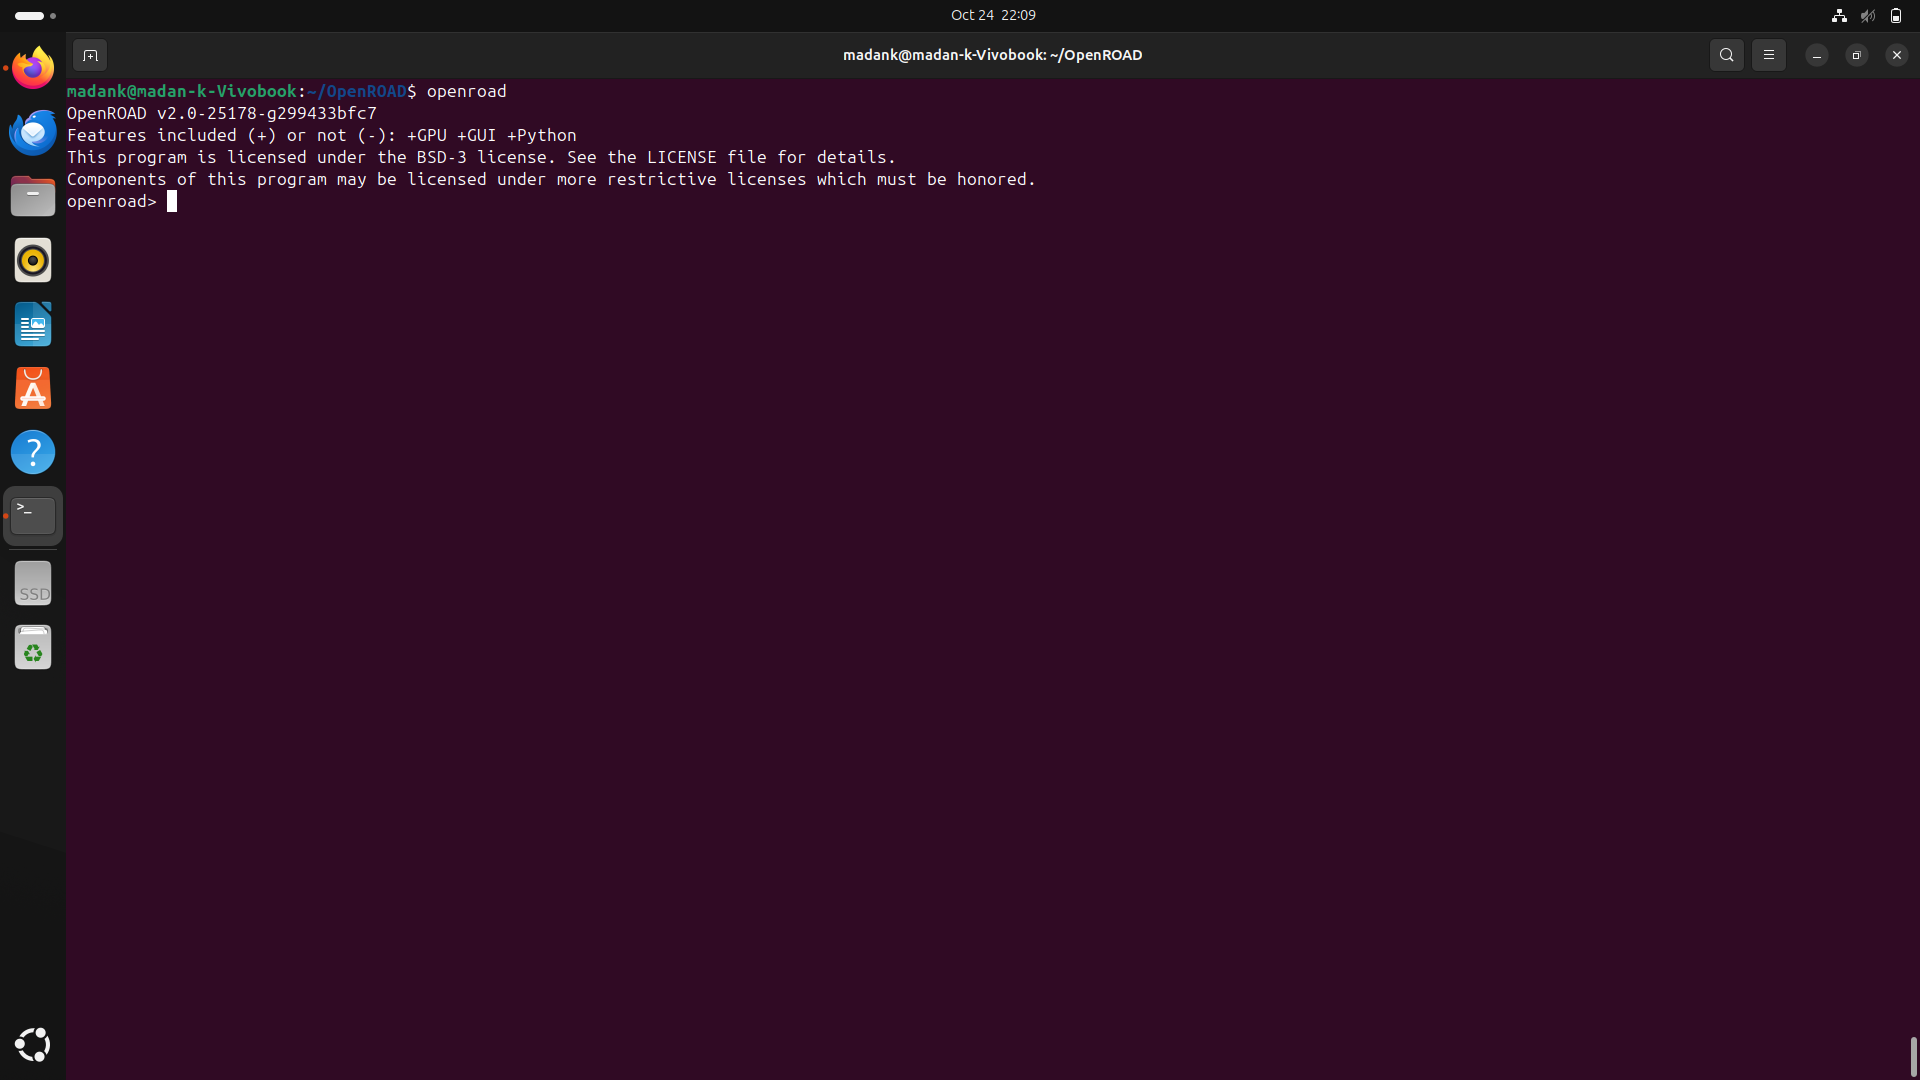 Oct 24 22:09
madank@madan-k-Vivobook: ~/OpenROAD
madank@madan-k-Vivobook:~/OpenROAD$ openroad
OpenROAD v2.0-25178-g299433bfc7
Features included (+) or not (-): +GPU +GUI +Python
This program is licensed under the BSD-3 license. See the LICENSE file for details.
Components of this program may be licensed under more restrictive licenses which must be honored.
openroad>
>_
SSD